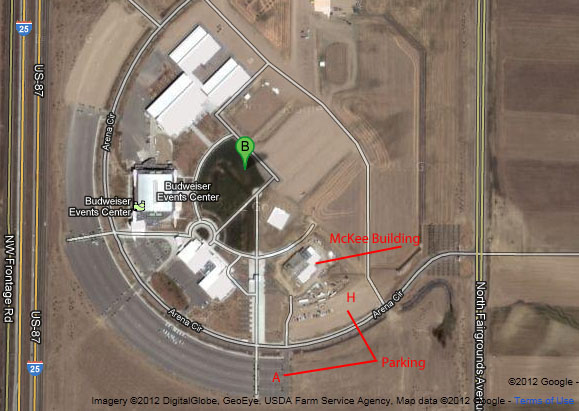 25
US-87
NW Frontage Rd
US-87
25
Arena Cir
B
Budweiser
Events Center
Budweiser
Events Center
McKee Building
H
Arena Cir
Arena Cir
Parking
A
North Fairgrounds Avenue
©2012 Google -
Imagery ©2012 DigitalGlobe, GeoEye, USDA Farm Service Agency, Map data ©2012 Google - Terms of Use